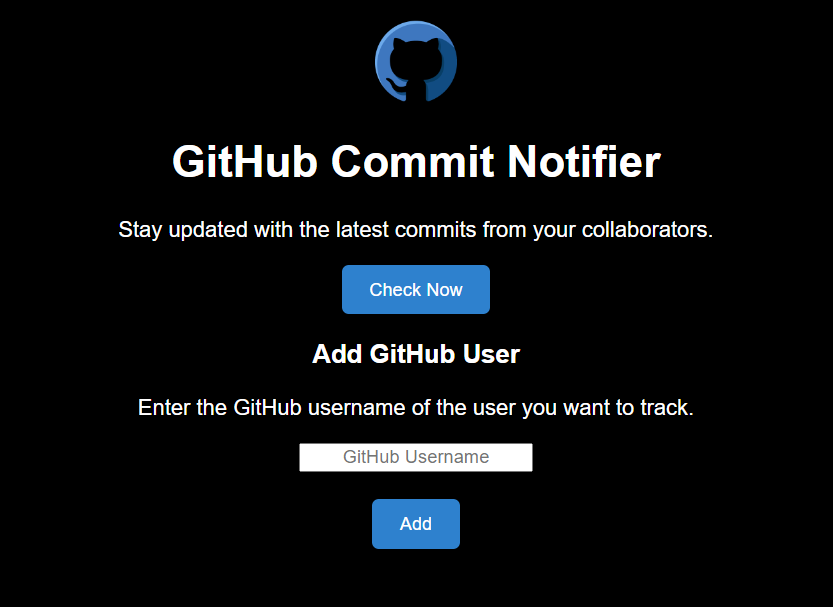 GitHub Commit Notifier
Stay updated with the latest commits from your collaborators.
Check Now
Add GitHub User
Enter the GitHub username of the user you want to track.
GitHub Username
Add